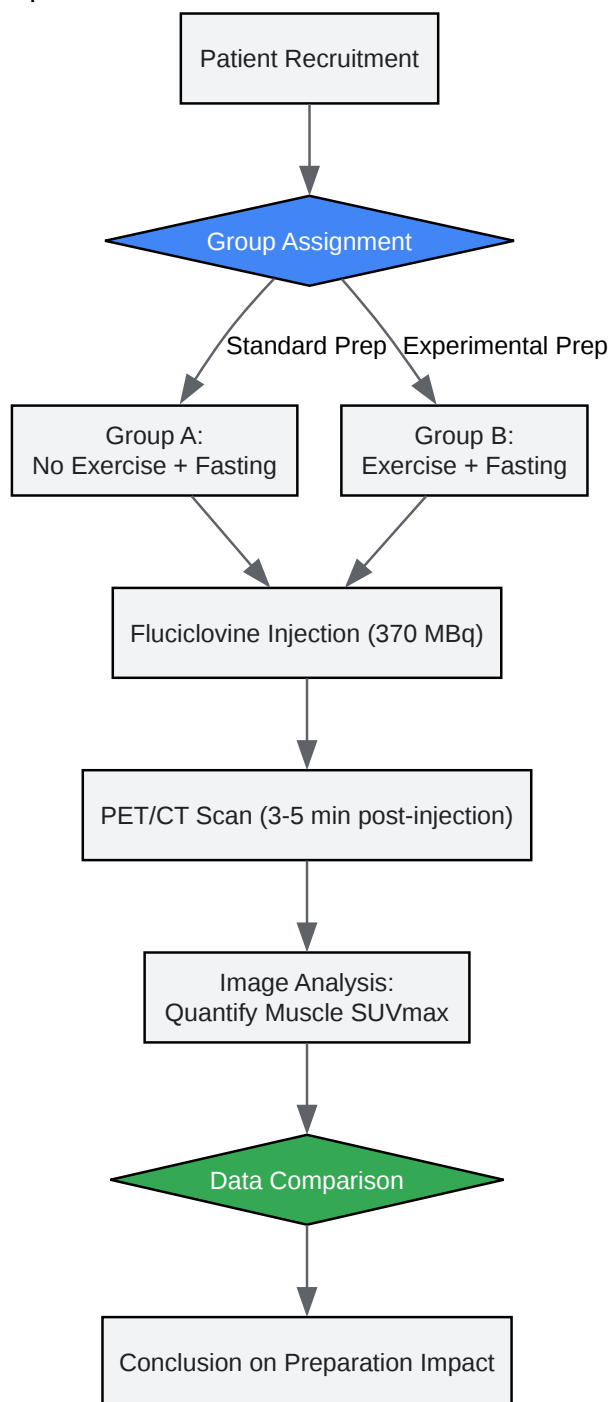 Patient Recruitment
Group Assignment
Standard Prep
Experimental Prep
Group A:
No Exercise + Fasting
Group B:
Exercise + Fasting
Fluciclovine Injection (370 MBq)
PET/CT Scan (3-5 min post-injection)
Image Analysis:
Quantify Muscle SUVmax
Data Comparison
Conclusion on Preparation Impact